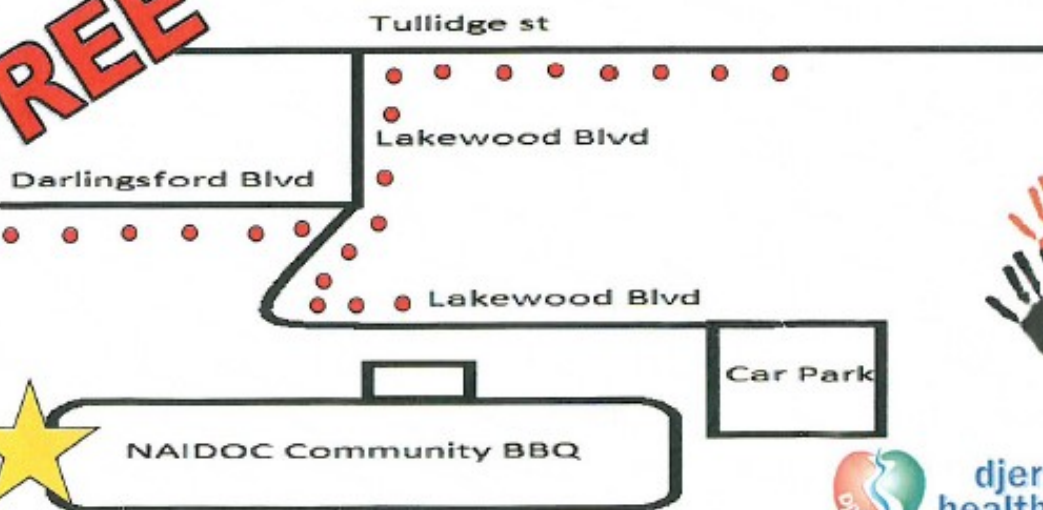 REE
Tullidge st
Lakewood Blvd
Darlingsford Blvd
Lakewood Blvd
Car Park
NAIDOC Community BBQ
djer
health